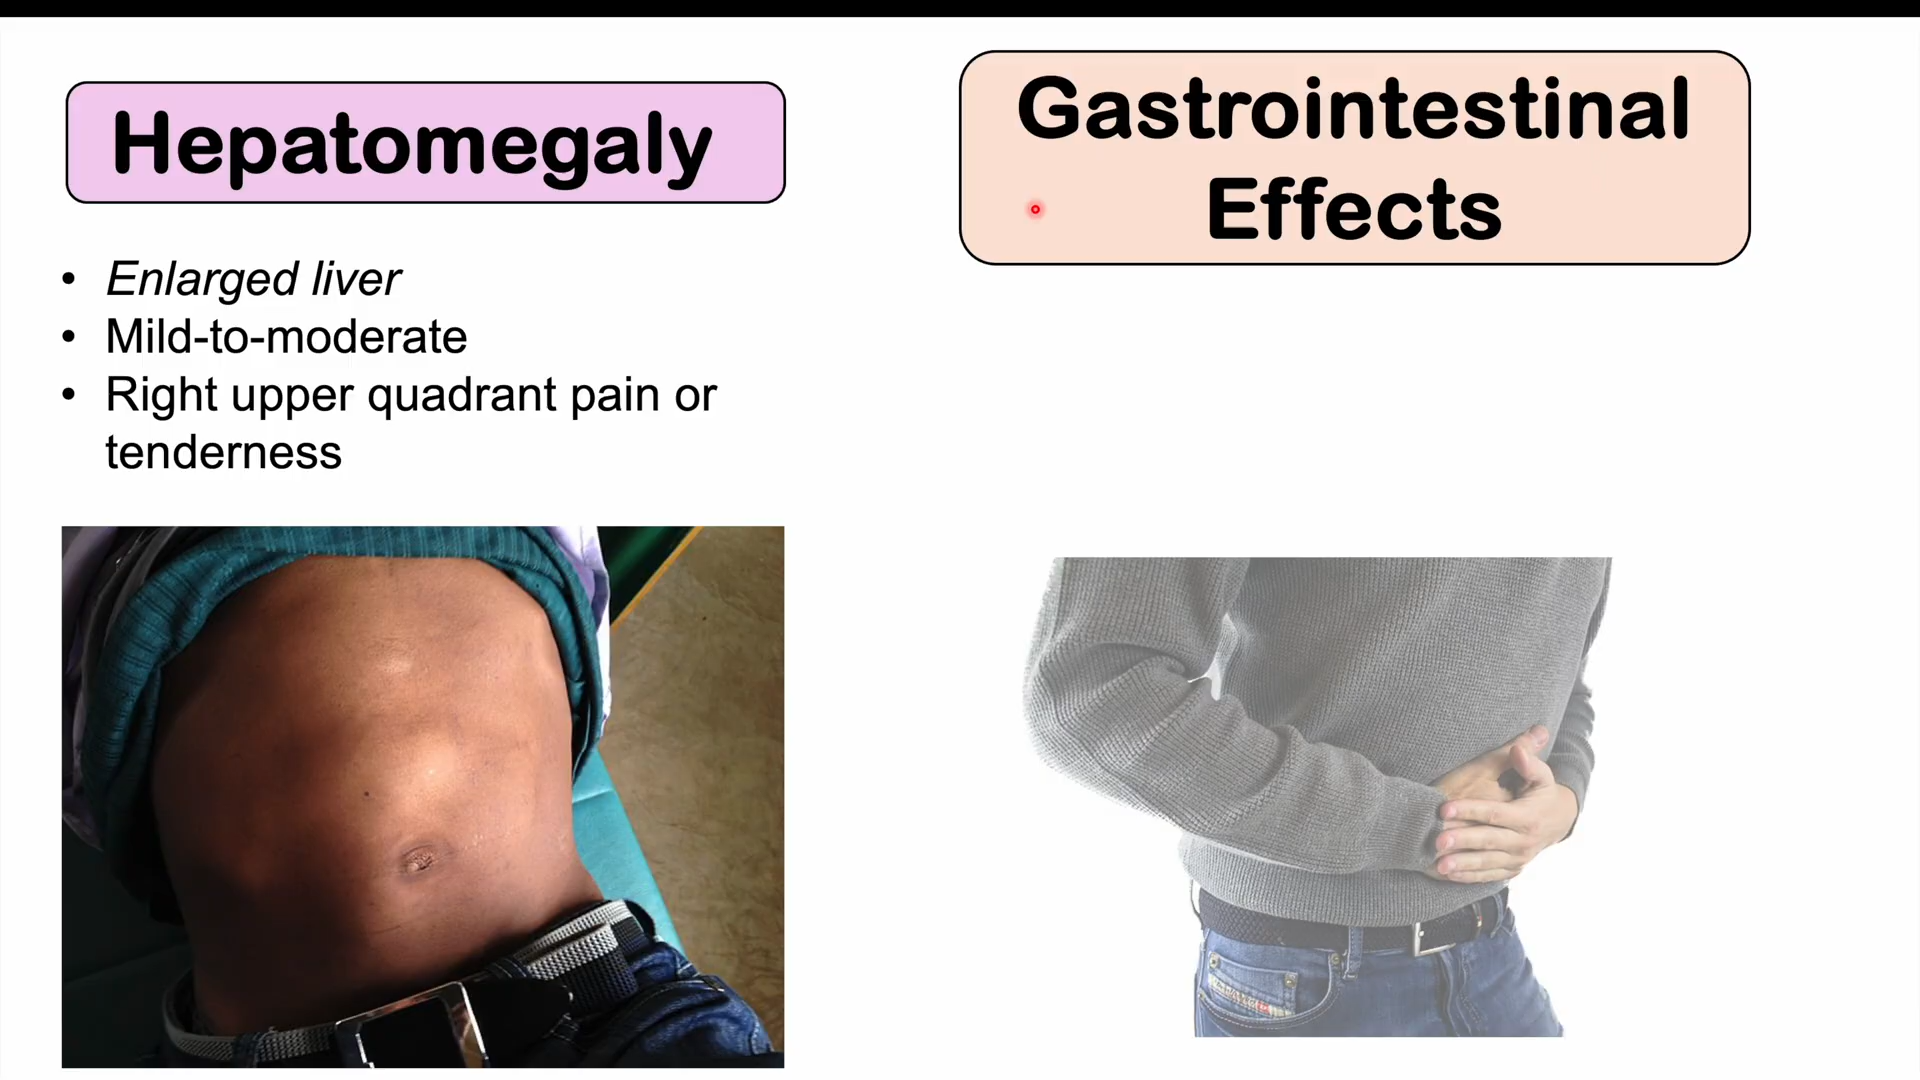 Hepatomegaly
• Enlarged liver
• Mild-to-moderate
• Right upper quadrant pain or
tenderness
Gastrointestinal
Effects